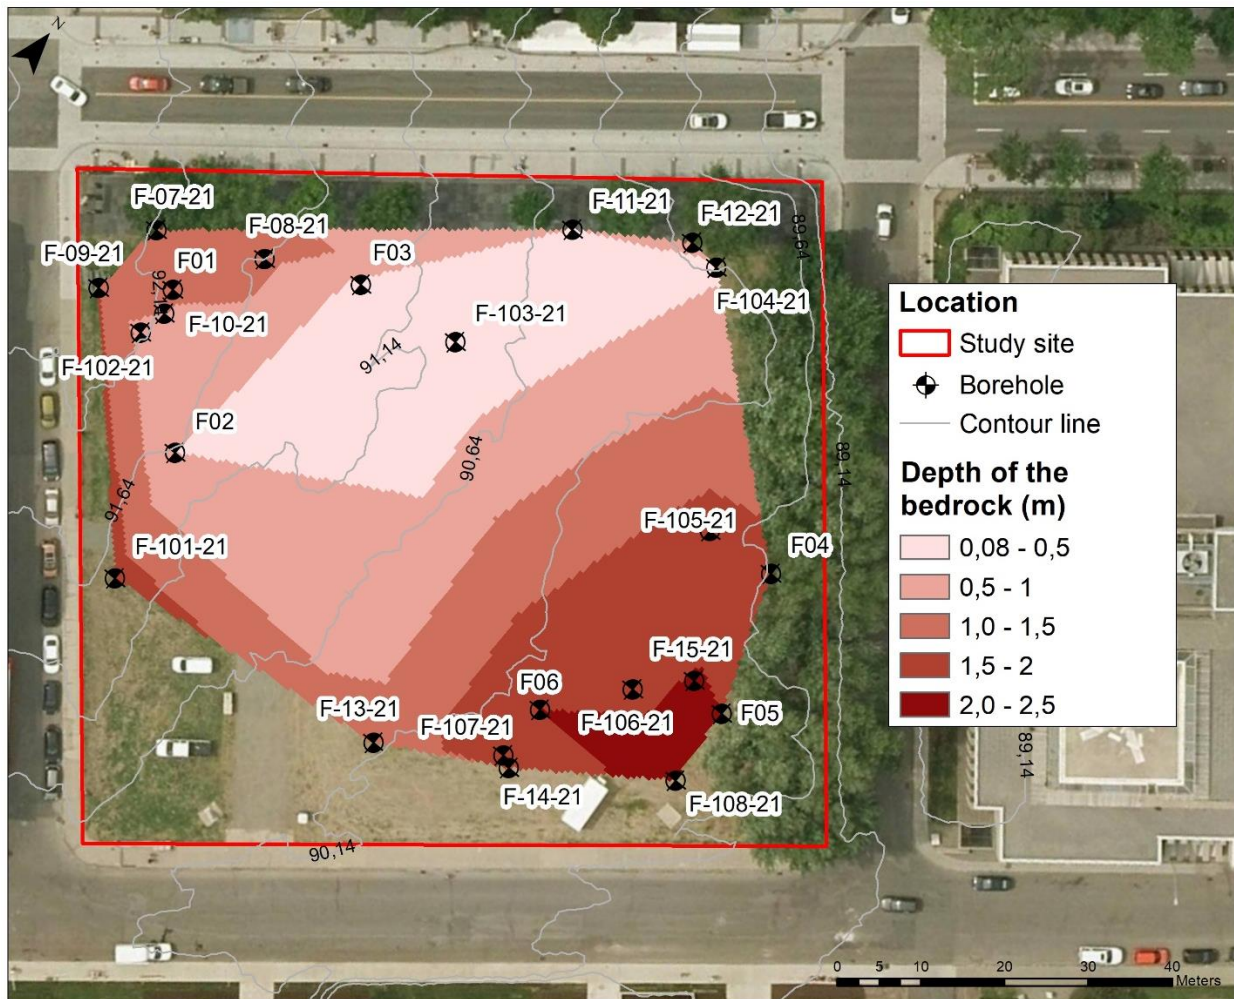 N
F-07-21
F-08-21
F-11-21
F-12-21
F-09-21
F01
F03
89,64
92,14
F-10-21
F-104-21
F-103-21
F-102-21
91,14
F02
90,64
89,14
91,64
F-101-21
F-105-21
F04
F-15-21
F06
F-13-21
F-107-21
F-106-21
F05
F-14-21
F-108-21
90,14
89,14
Location
Study site
Borehole
Contour line
Depth of the
bedrock (m)
0,08 - 0,5
0,5 - 1
1,0 - 1,5
1,5 - 2
2,0 - 2,5
0 5 10 20 30 40
Meters